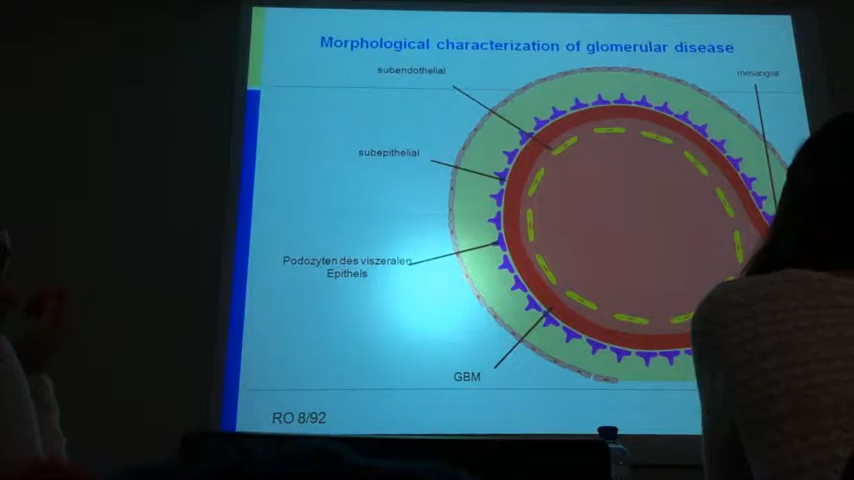 Morphological characterization of glomerular disease
subendothelial
mesangial
subepithelial
Podozyten des viszeralen
Epithels
GBM
RO 8/92